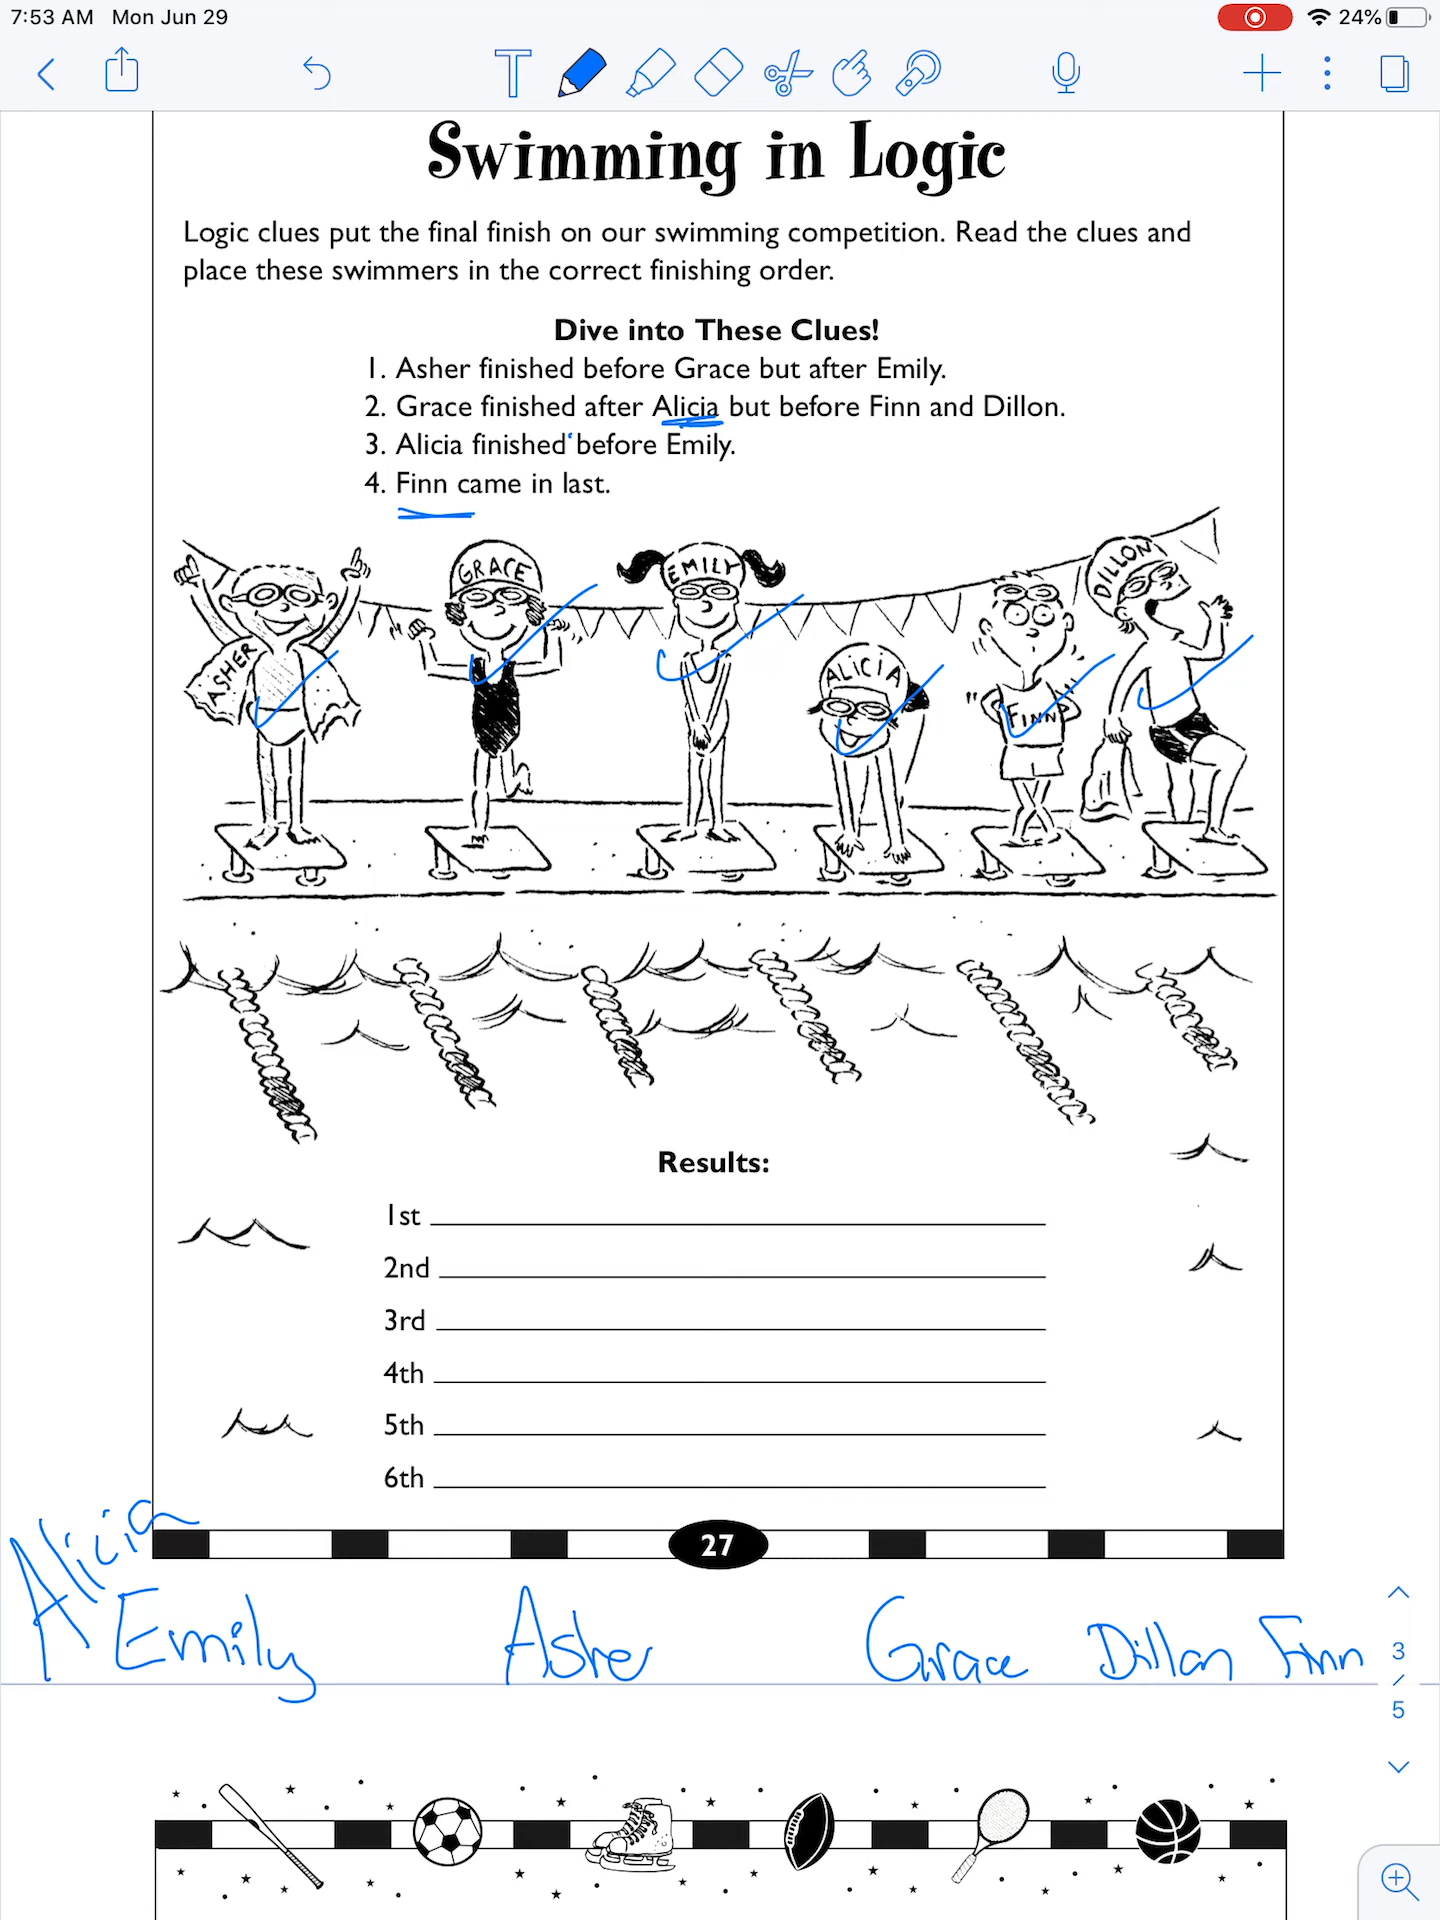 7:53 AM Mon Jun 29
24%
Swimming in Logic
Logic clues put the final finish on our swimming competition. Read the clues and
place these swimmers in the correct finishing order.
Dive into These Clues!
1. Asher finished before Grace but after Emily.
2. Grace finished after Alicia but before Finn and Dillon.
3. Alicia finished before Emily.
4. Finn came in last.
ASHER GRACE EMILY ALICIA FINN DILLON
Results:
1st
2nd
3rd
4th
5th
6th
27
Alicia
Emily Asher Grace Dillon Finn
3
/
5